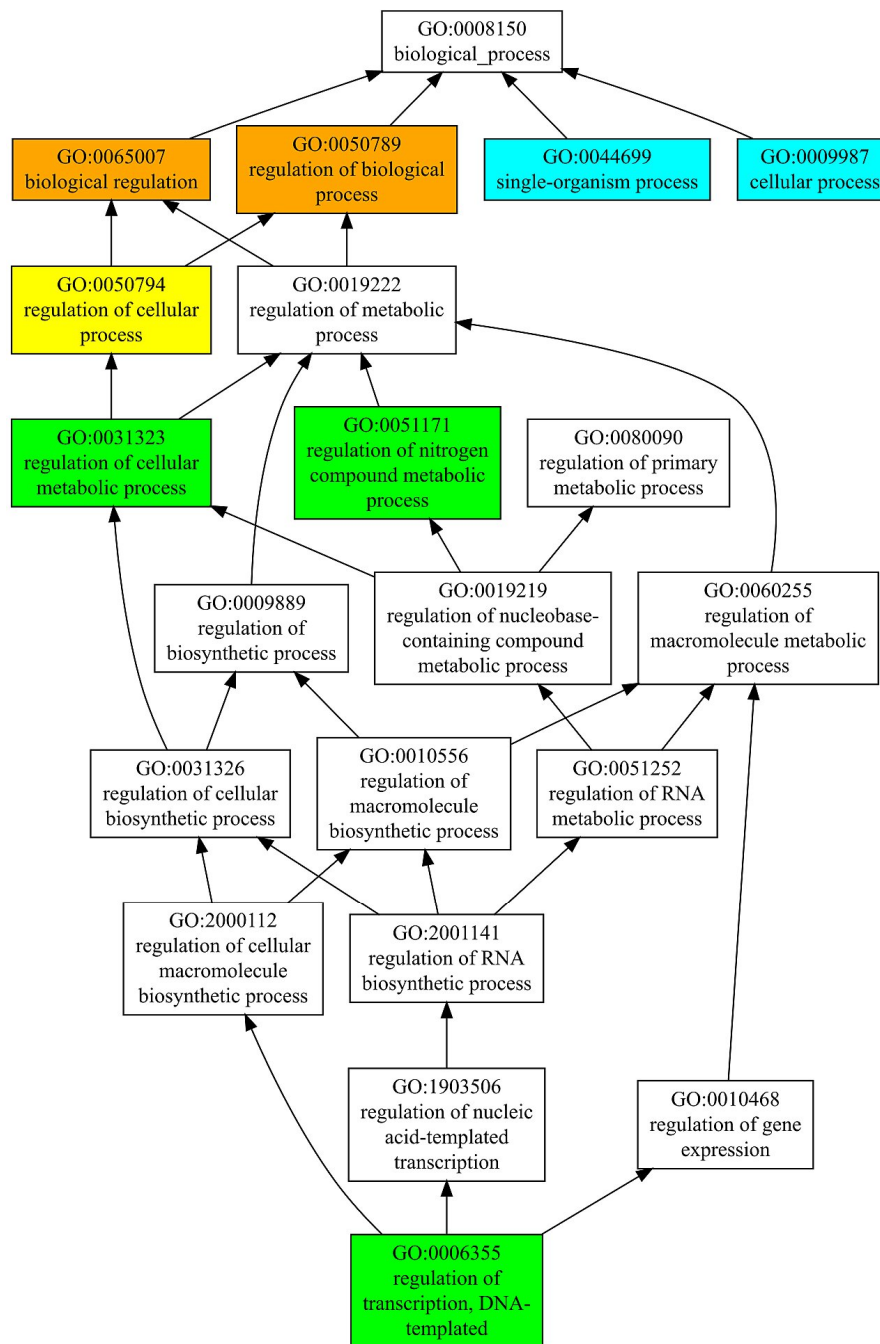 GO:0008150
biological_process
GO:0065007
biological regulation
GO:0050789
regulation of biological
process
GO:0044699
single-organism process
GO:0009987
cellular process
GO:0050794
regulation of cellular
process
GO:0019222
regulation of metabolic
process
GO:0031323
regulation of cellular
metabolic process
GO:0051171
regulation of nitrogen
compound metabolic
process
GO:0080090
regulation of primary
metabolic process
GO:0009889
regulation of
biosynthetic process
GO:0019219
regulation of nucleobase-
containing compound
metabolic process
GO:0060255
regulation of
macromolecule metabolic
process
GO:0031326
regulation of cellular
biosynthetic process
GO:0010556
regulation of
macromolecule
biosynthetic process
GO:0051252
regulation of RNA
metabolic process
GO:2000112
regulation of cellular
macromolecule
biosynthetic process
GO:2001141
regulation of RNA
biosynthetic process
GO:1903506
regulation of nucleic
acid-templated
transcription
GO:0010468
regulation of gene
expression
GO:0006355
regulation of
transcription, DNA-
templated